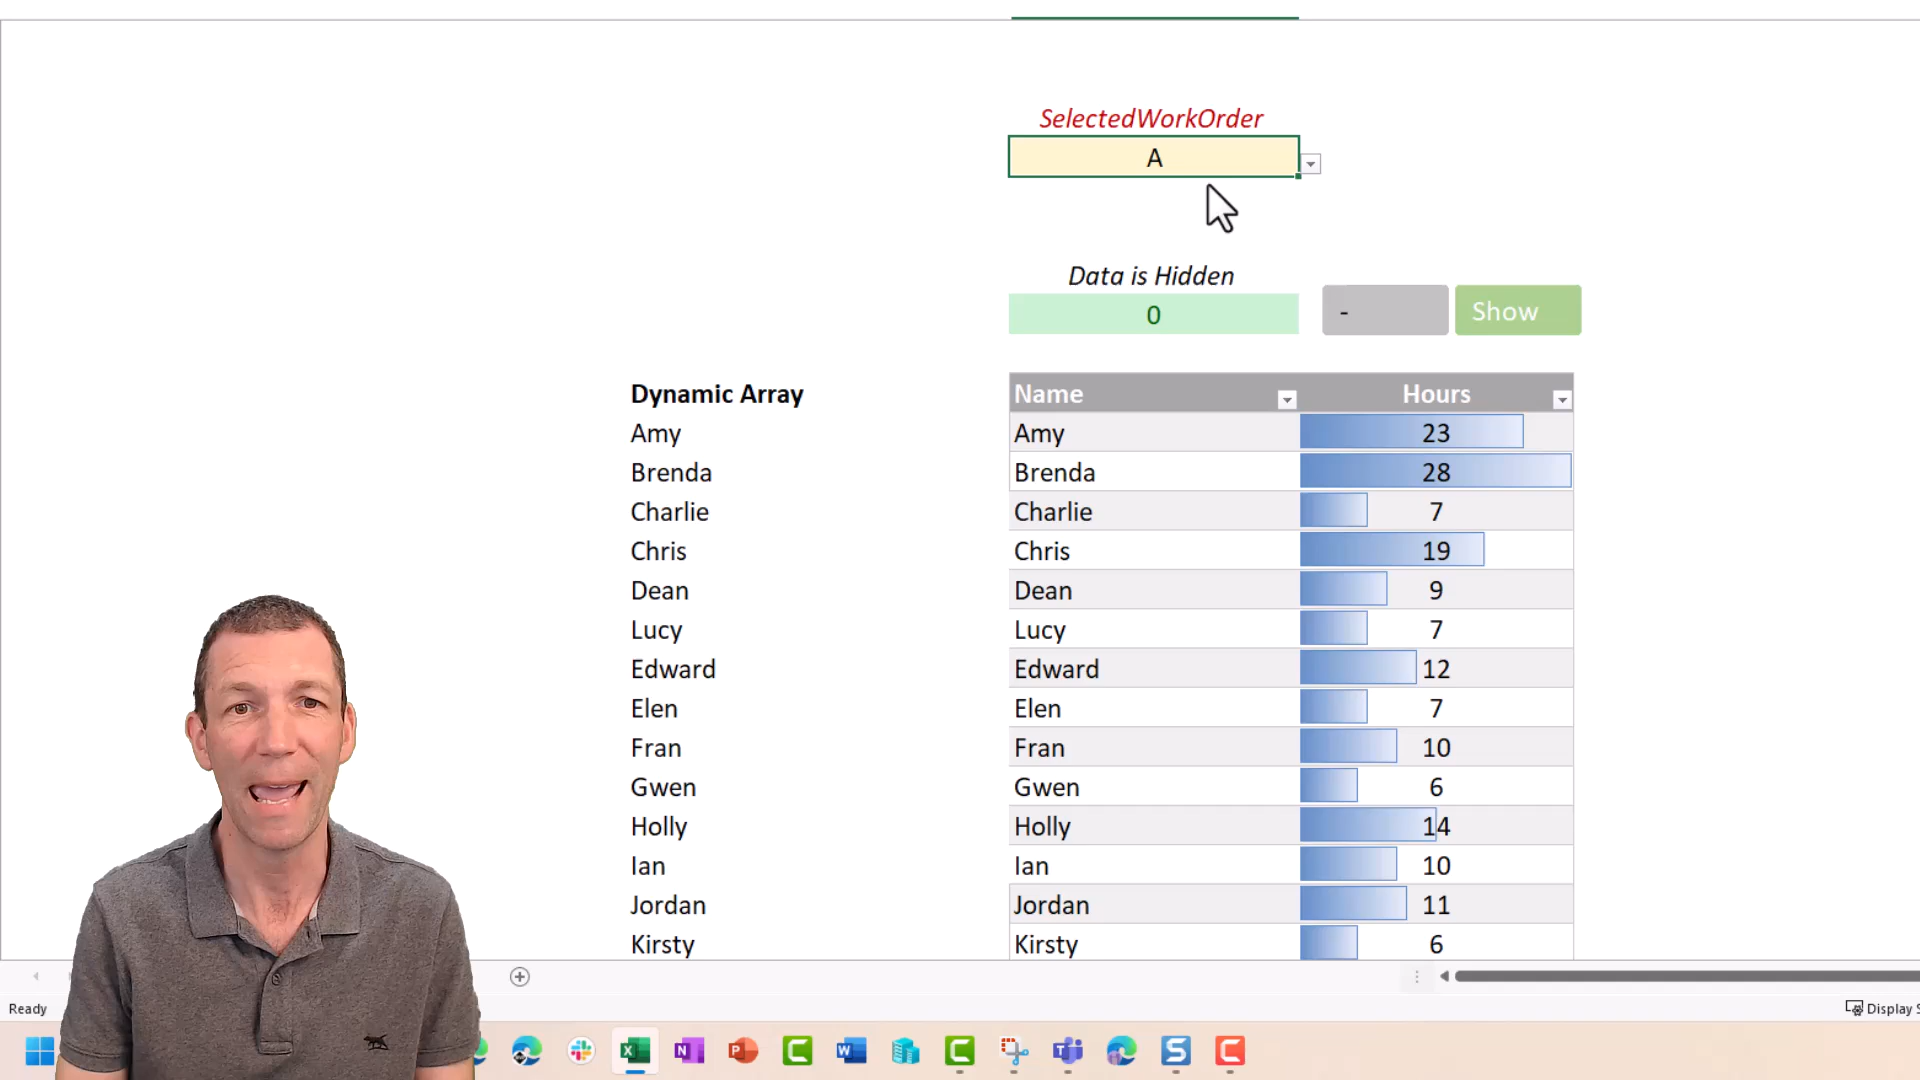 SelectedWorkOrder
A
Data is Hidden
0 - Show
Dynamic Array Name Hours
Amy Amy 23
Brenda Brenda 28
Charlie Charlie 7
Chris Chris 19
Dean Dean 9
Lucy Lucy 7
Edward Edward 12
Elen Elen 7
Fran Fran 10
Gwen Gwen 6
Holly Holly 14
Ian Ian 10
Jordan Jordan 11
Kirsty Kirsty 6
Ready Display S
X N P C W C S C